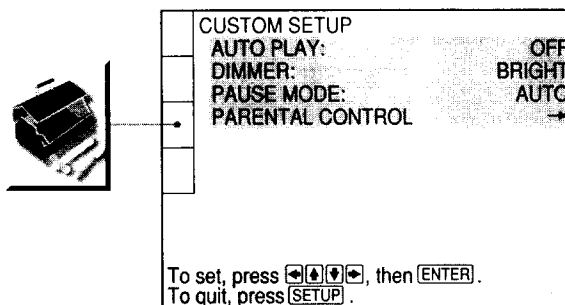 CUSTOM SETUP
AUTO PLAY: OFF
DIMMER: BRIGHT
PAUSE MODE: AUTO
PARENTAL CONTROL →
To set, press ←↑↓→, then ENTER.
To quit, press SETUP.